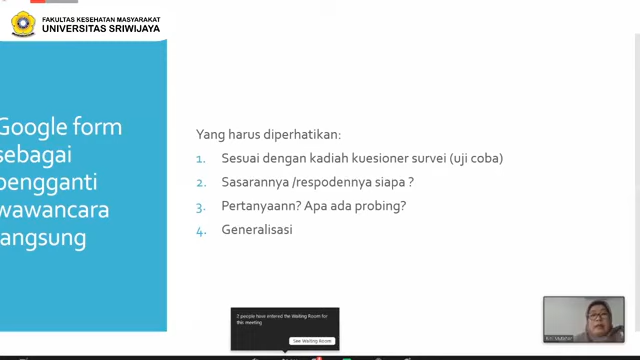 FAKULTAS KESEHATAN MASYARAKAT
UNIVERSITAS SRIWIJAYA
Google form
sebagai
pengganti
wawancara
langsung
Yang harus diperhatikan:
1. Sesuai dengan kadiah kuesioner survei (uji coba)
2. Sasarannya /respodennya siapa ?
3. Pertanyaann? Apa ada probing?
4. Generalisasi
7 people have entered the Waiting Room for
this meeting
See Waiting Room